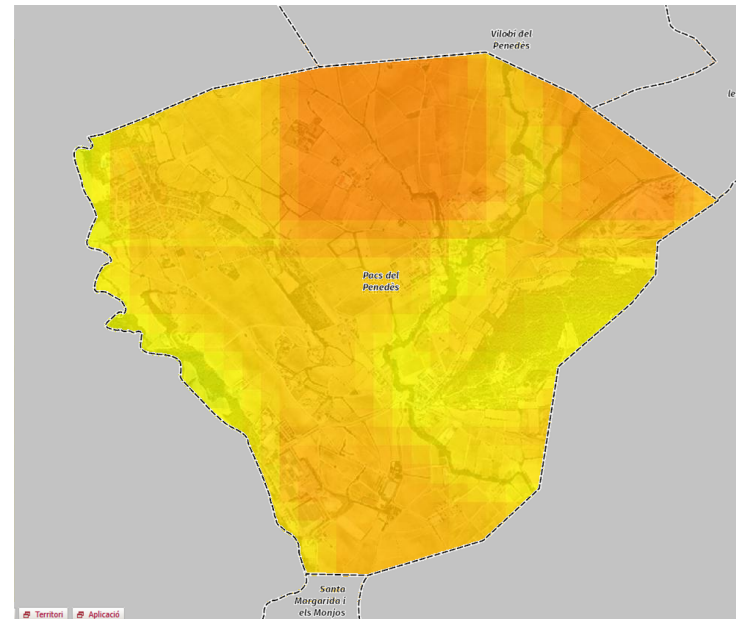 Vilobí del
Penedès
le
Pacs del
Penedès
Santa
Margarida i
els Monjos
Territori
Aplicació